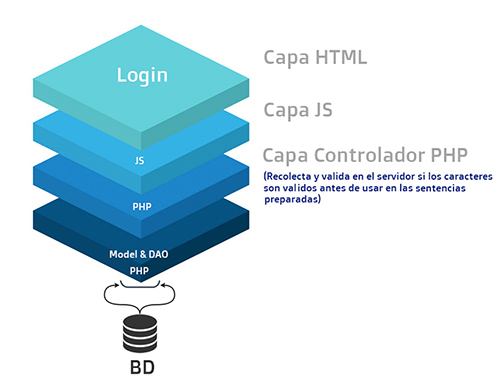 Login
Capa HTML
Capa JS
JS
Capa Controlador PHP
(Recolecta y valida en el servidor si los caracteres
son validos antes de usar en las sentencias
preparadas)
PHP
Model & DAO
PHP
BD